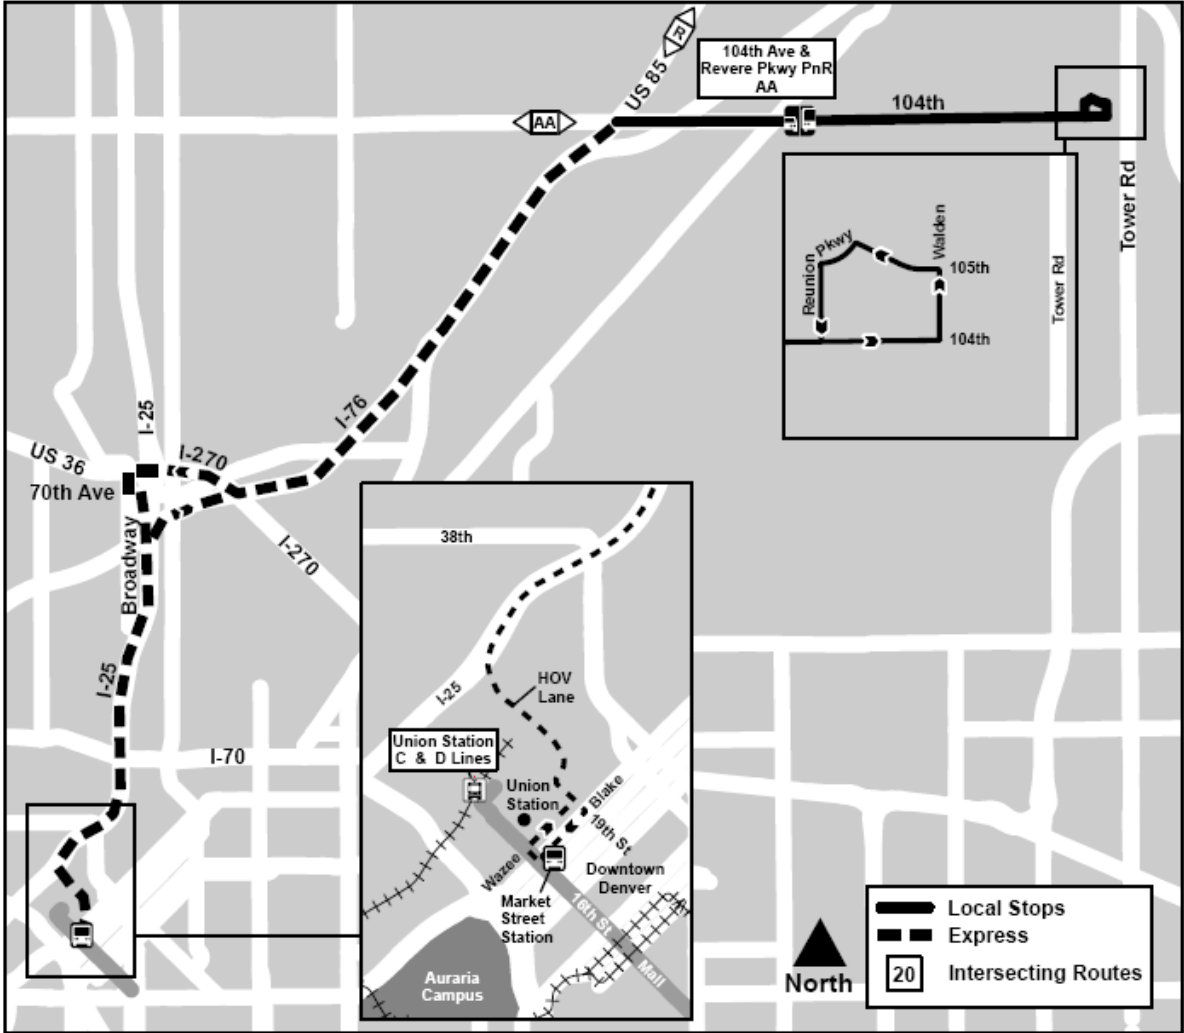 R
US 85
104th Ave &
Revere Pkwy PnR
AA
AA
104th
Tower Rd
Reunion
Pkwy
Walden
105th
104th
Tower Rd
I-76
I-25
US 36
I-270
70th Ave
I-270
Broadway
I-25
I-70
38th
I-25
HOV
Lane
Union Station
C & D Lines
Union
Station
Blake
19th St
Wazee
Downtown
Denver
Market
Street
Station
16th St
Mall
Auraria
Campus
North
Local Stops
Express
20
Intersecting Routes